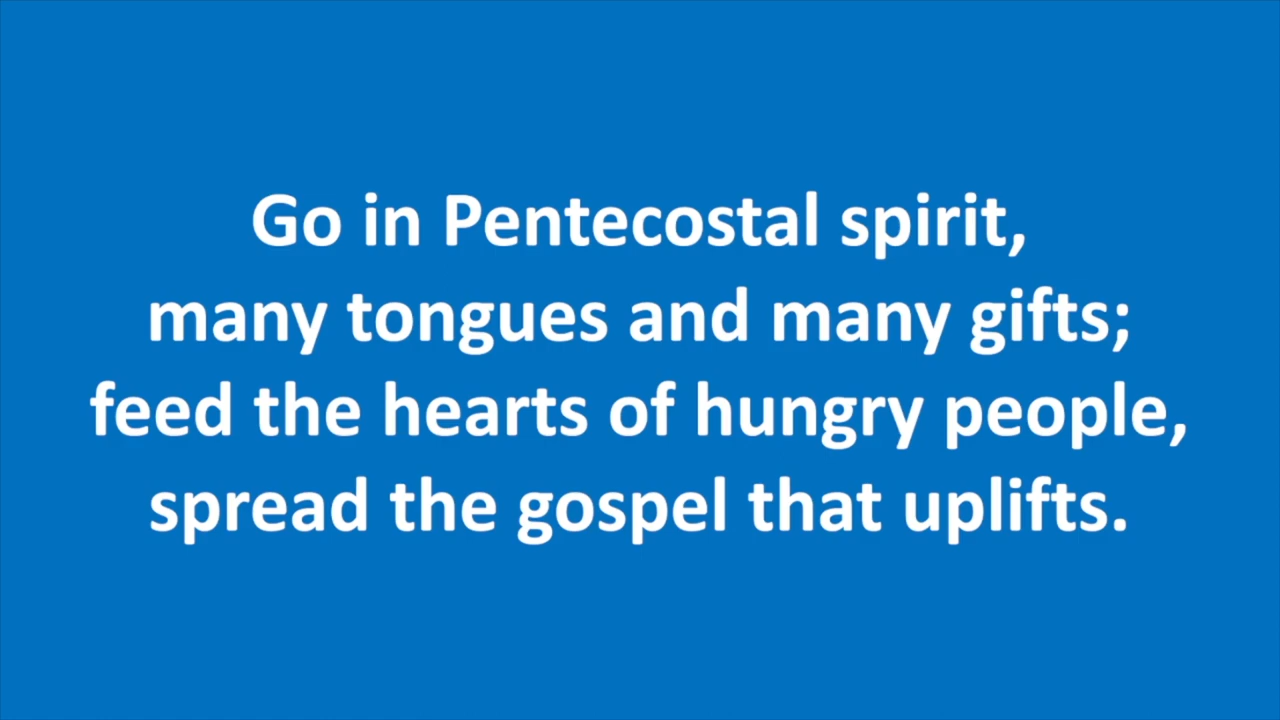 Go in Pentecostal spirit,
many tongues and many gifts;
feed the hearts of hungry people,
spread the gospel that uplifts.